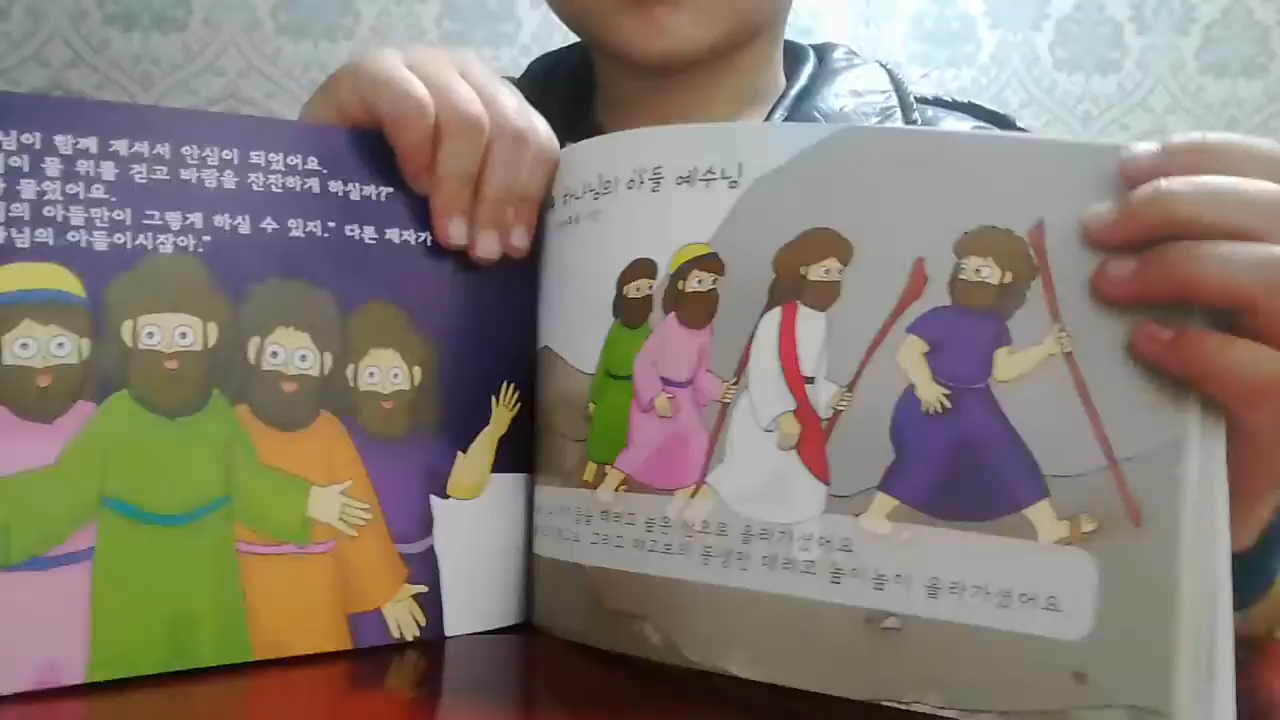 님이 함께 계셔서 안심이 되었어요.
이 물 위를 걷고 바람을 잔잔하게 하실까?"
물었어요.
의 아들만이 그렇게 하실 수 있지." 다른 제자가
님의 아들이시잖아."
하나님의 아들 예수님
데리고 높은 산으로 올라가셨어요.
그리고 야고보의 동생만 데리고 높이높이 올라가셨어요.